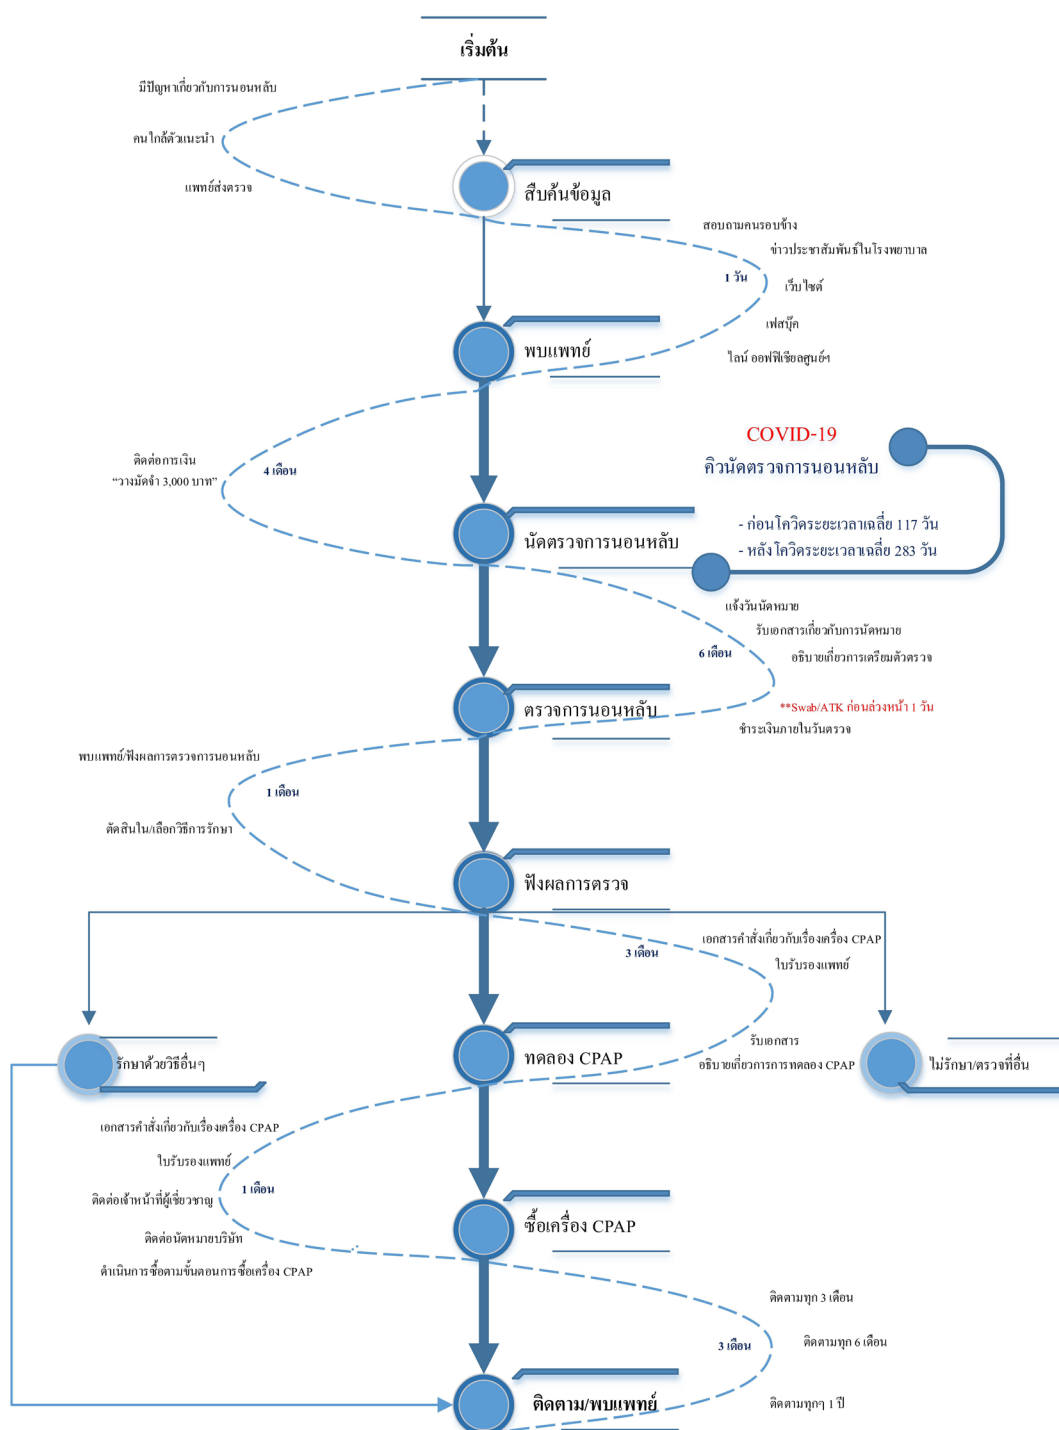 เริ่มต้น
มีปัญหาเกี่ยวกับการนอนหลับ
คนใกล้ตัวแนะนำ
แพทย์ส่งตรวจ
สืบค้นข้อมูล
สอบถามคนรอบข้าง
ข่าวประชาสัมพันธ์ในโรงพยาบาล
1 วัน
เว็บไซต์
เฟสบุ๊ค
ไลน์ ออฟฟิเชียลศูนย์ฯ
พบแพทย์
ติดต่อการเงิน
“วางมัดจำ 3,000 บาท”
4 เดือน
COVID-19
คิวนัดตรวจการนอนหลับ
- ก่อนโควิดระยะเวลาเฉลี่ย 117 วัน
- หลังโควิดระยะเวลาเฉลี่ย 283 วัน
นัดตรวจการนอนหลับ
แจ้งวันนัดหมาย
รับเอกสารเกี่ยวกับการนัดหมาย
6 เดือน
อธิบายเกี่ยวการเตรียมตัวตรวจ
**Swab/ATK ก่อนล่วงหน้า 1 วัน
ชำระเงินภายในวันตรวจ
ตรวจการนอนหลับ
พบแพทย์/ฟังผลการตรวจการนอนหลับ
1 เดือน
ตัดสินใน/เลือกวิธีการรักษา
ฟังผลการตรวจ
3 เดือน
เอกสารคำสั่งเกี่ยวกับเรื่องเครื่อง CPAP
ใบรับรองแพทย์
รับเอกสาร
อธิบายเกี่ยวการการทดลอง CPAP
รักษาด้วยวิธีอื่นๆ
ทดลอง CPAP
ไม่รักษา/ตรวจที่อื่น
เอกสารคำสั่งเกี่ยวกับเรื่องเครื่อง CPAP
ใบรับรองแพทย์
1 เดือน
ติดต่อเจ้าหน้าที่ผู้เชี่ยวชาญ
ติดต่อนัดหมายบริษัท
ดำเนินการซื้อตามขั้นตอนการซื้อเครื่อง CPAP
ซื้อเครื่อง CPAP
ติดตามทุก 3 เดือน
3 เดือน
ติดตามทุก 6 เดือน
ติดตามทุกๆ 1 ปี
ติดตาม/พบแพทย์